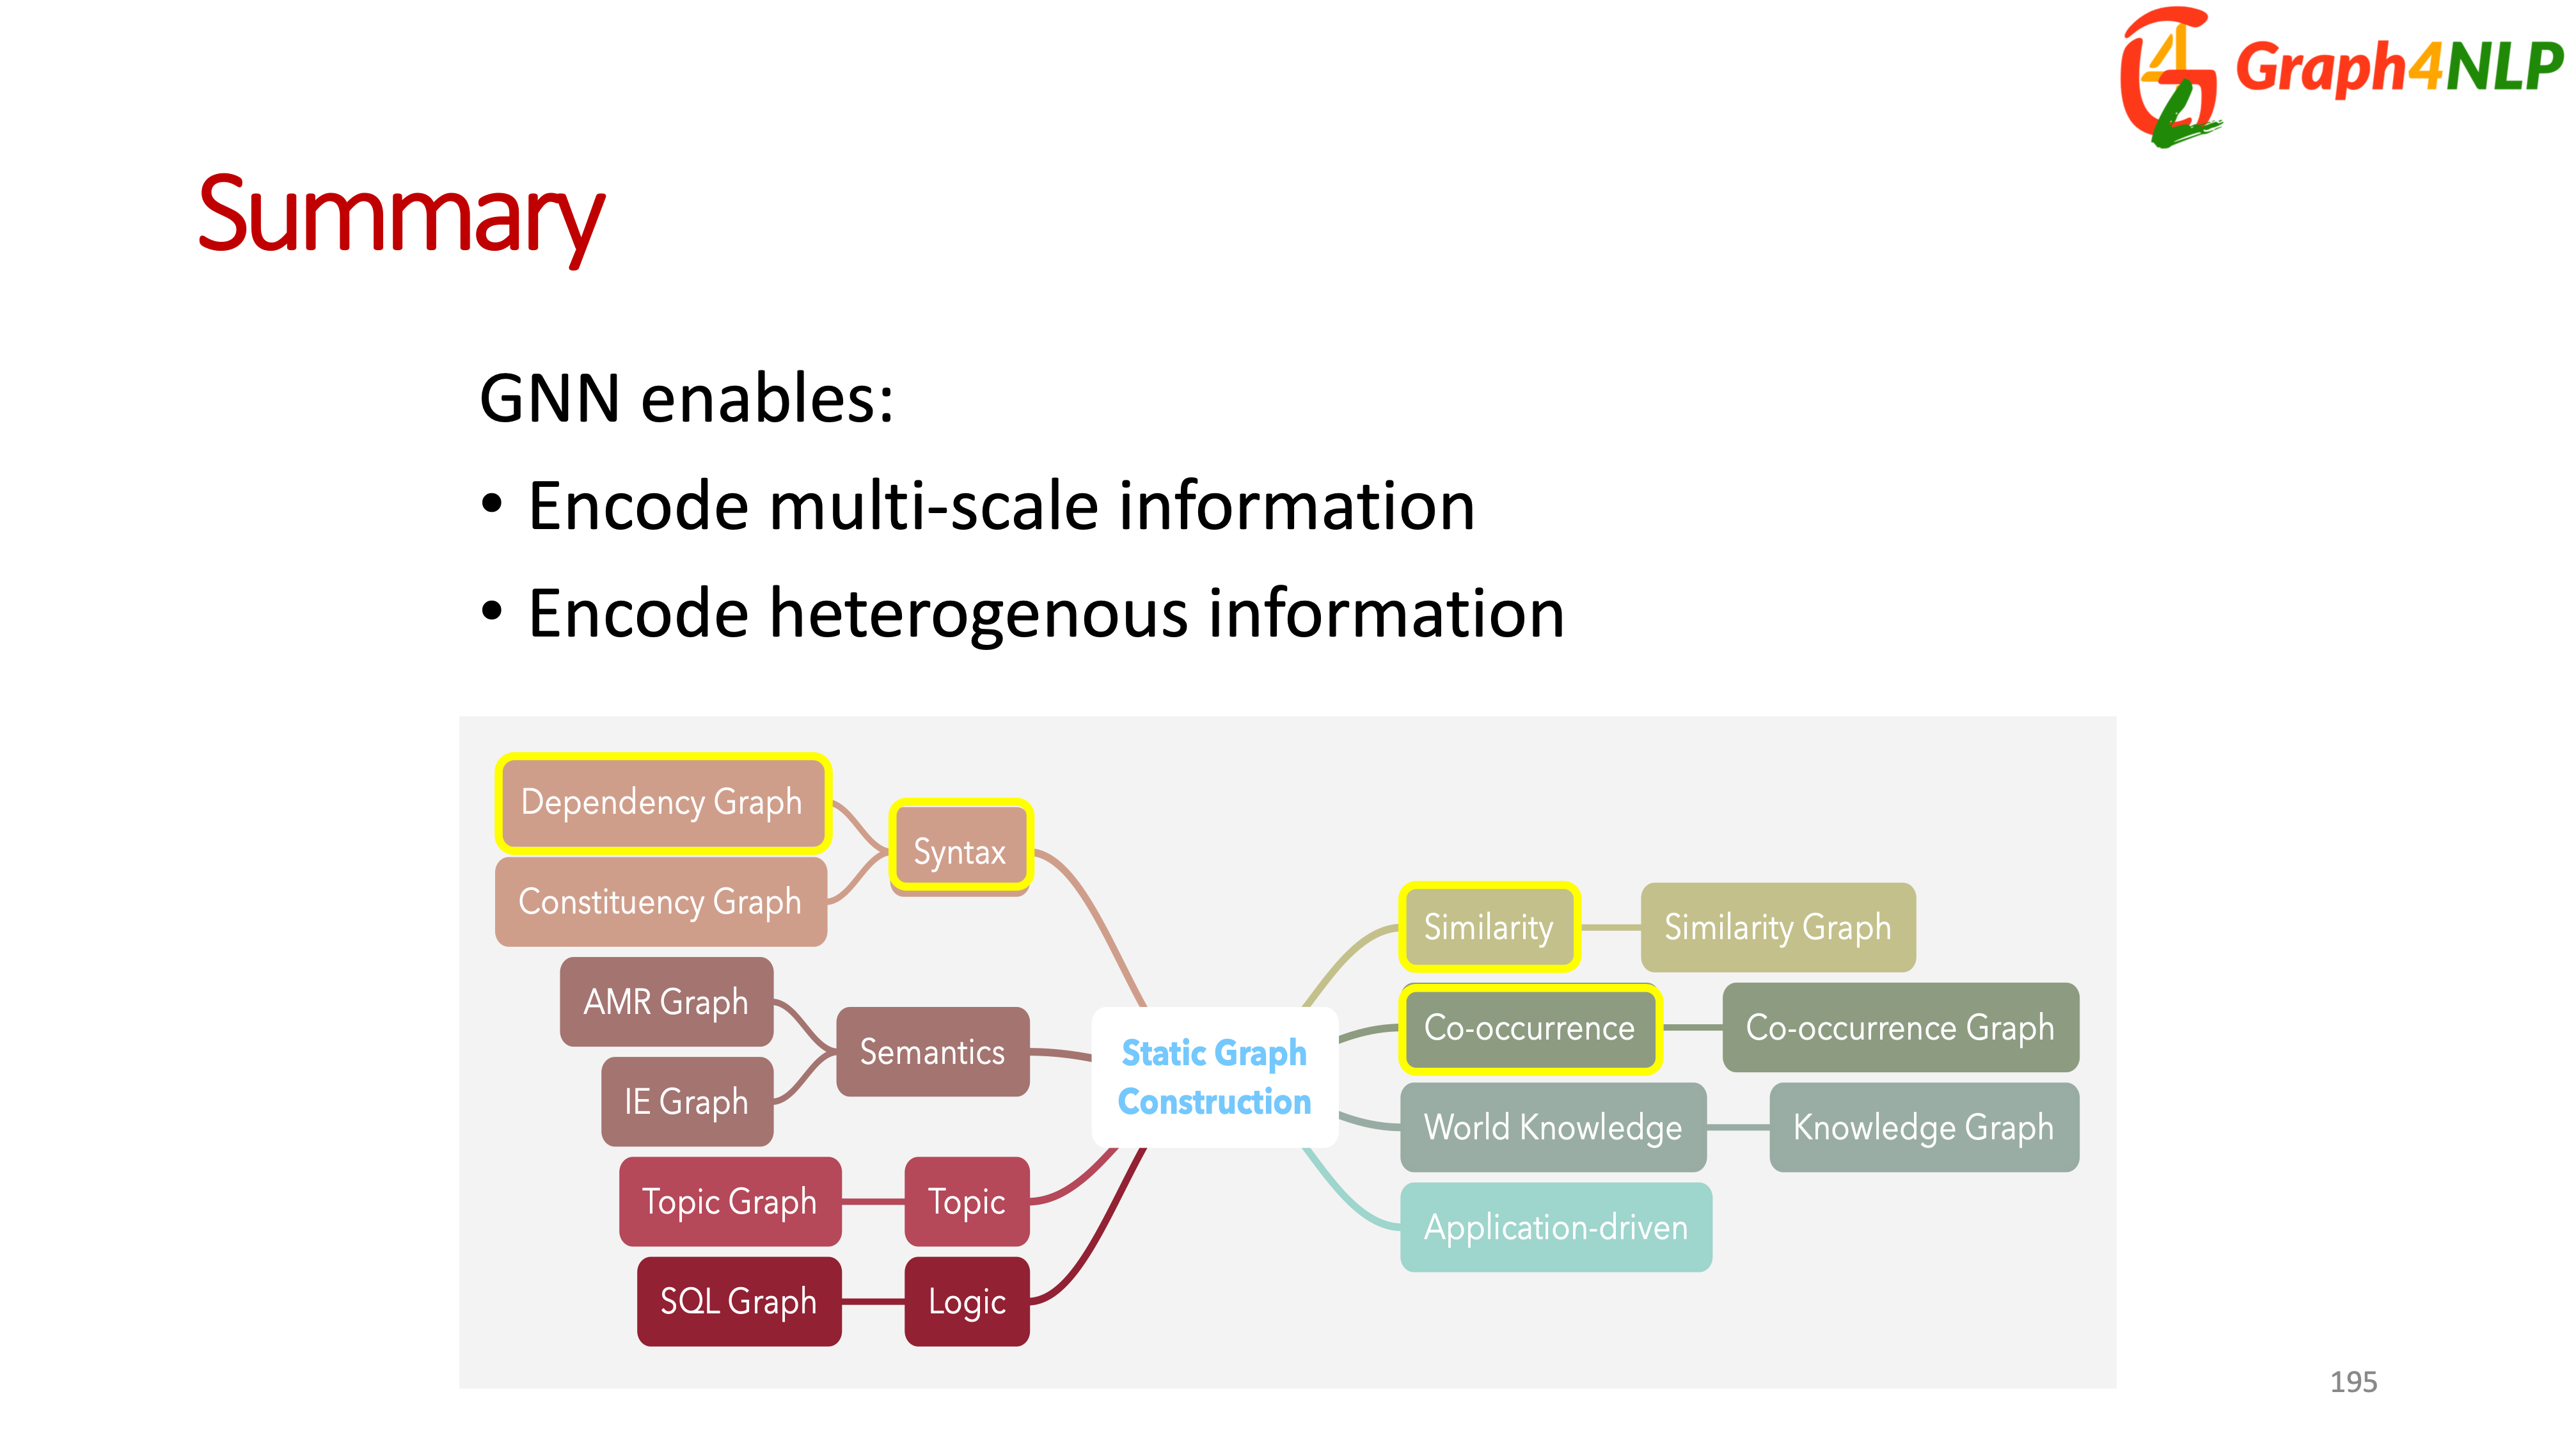 Graph4NLP
Summary
GNN enables:
• Encode multi-scale information
• Encode heterogenous information
Dependency Graph
Syntax
Constituency Graph
AMR Graph
Semantics
IE Graph
Topic Graph
Topic
SQL Graph
Logic
Static Graph
Construction
Similarity
Similarity Graph
Co-occurrence
Co-occurrence Graph
World Knowledge
Knowledge Graph
Application-driven
195